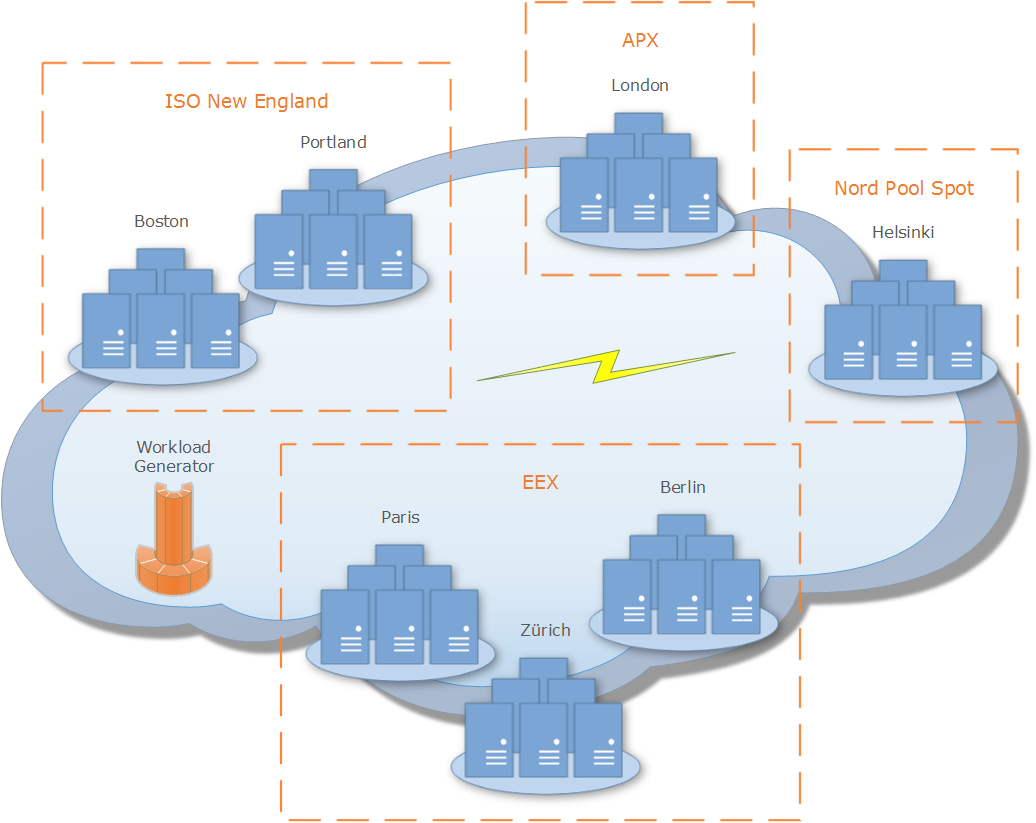 APX
London
ISO New England
Portland
Boston
Nord Pool Spot
Helsinki
Workload
Generator
EEX
Paris
Berlin
Zürich